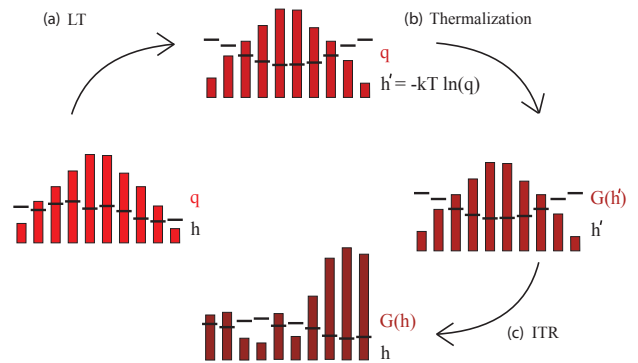 (a) LT
(b) Thermalization
q
h′ = -kT ln(q)
q
h
G(h′)
h′
G(h)
h
(c) ITR